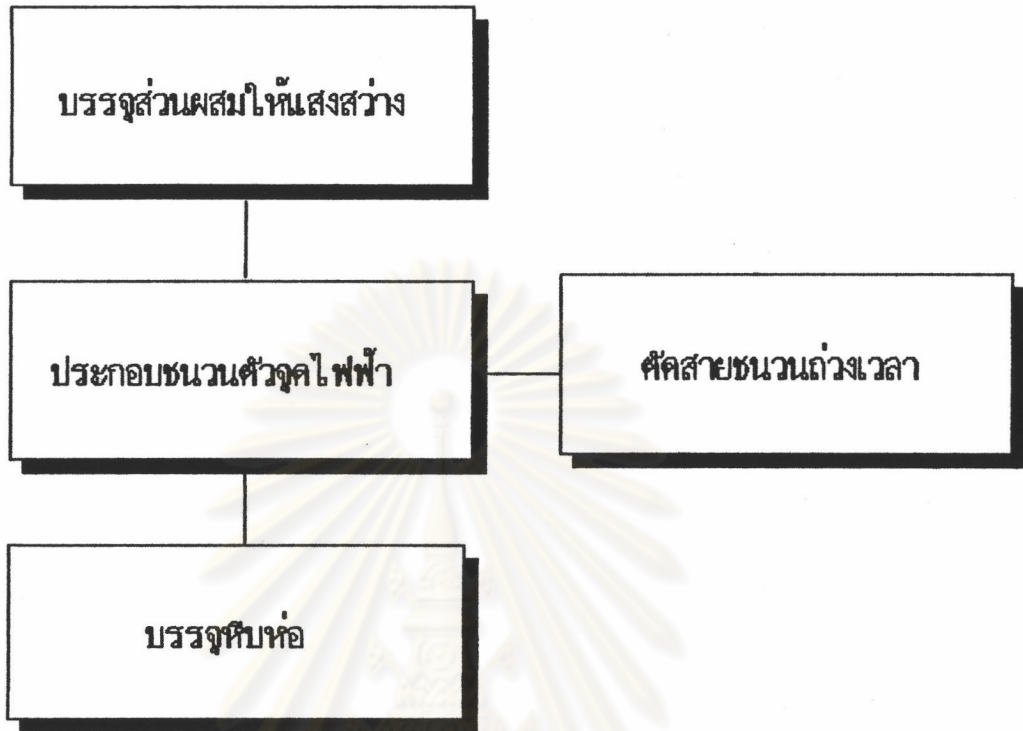 บรรจุส่วนผสมให้แสงสว่าง
ประกอบชนวนตัวจุดไฟฟ้า
ตัดสายชนวนถ่วงเวลา
บรรจุหีบห่อ